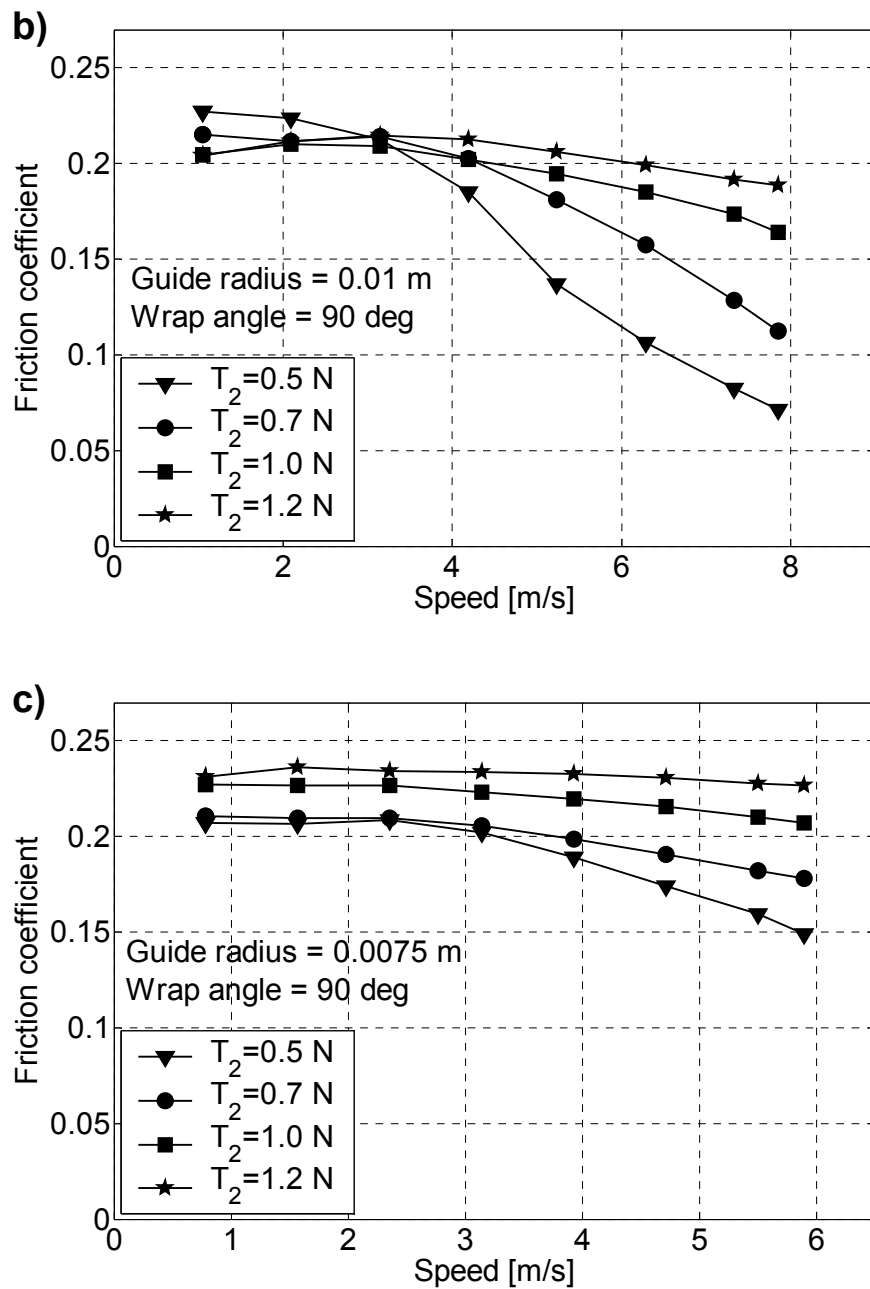 b)
0.25
0.2
0.15
0.1
0.05
0
Friction coefficient
Guide radius = 0.01 m
Wrap angle = 90 deg
T2=0.5 N
T2=0.7 N
T2=1.0 N
T2=1.2 N
0 2 4 6 8
Speed [m/s]
c)
0.25
0.2
0.15
0.1
0.05
0
Friction coefficient
Guide radius = 0.0075 m
Wrap angle = 90 deg
T2=0.5 N
T2=0.7 N
T2=1.0 N
T2=1.2 N
0 1 2 3 4 5 6
Speed [m/s]